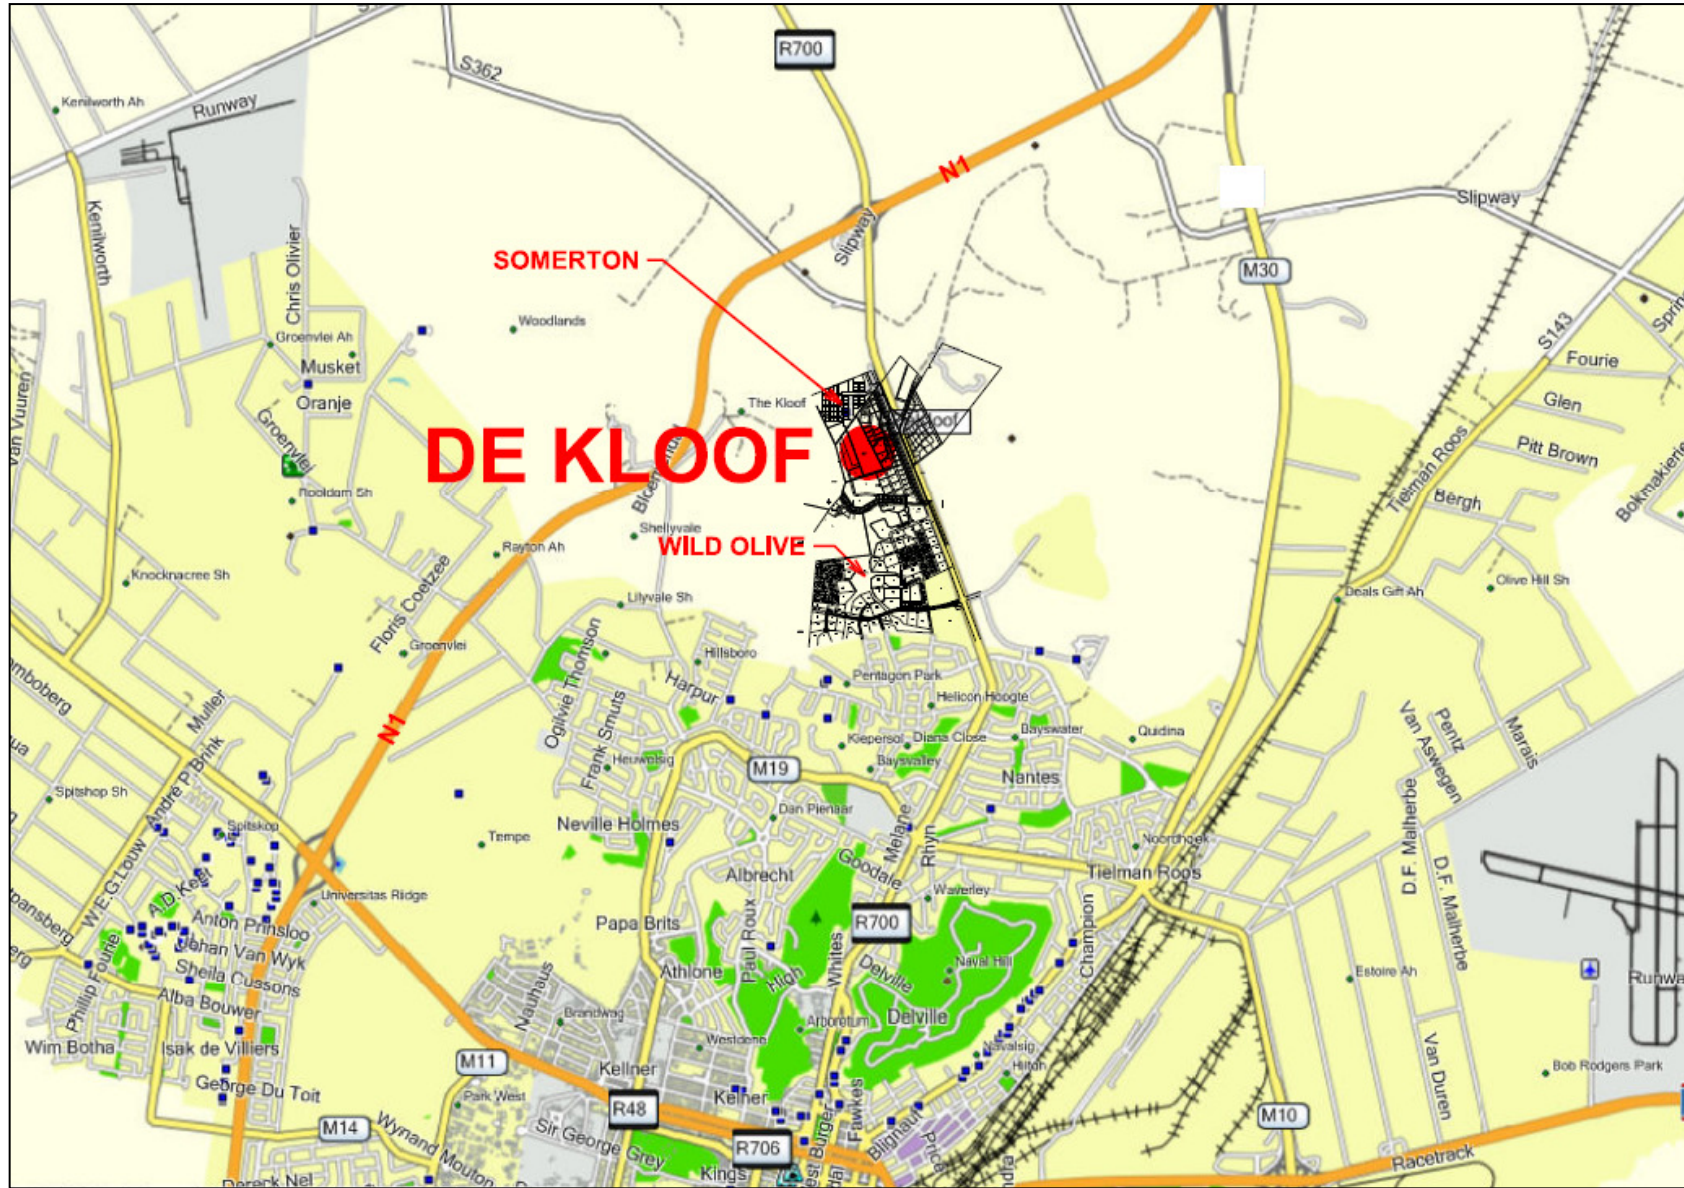 R700
S362
Kenilworth Ah
Runway
N1
Slipway
Slipway
Kenilworth
Chris Olivier
SOMERTON
M30
Woodlands
Groenvlei Ah
Musket
Oranje
S143
Fourie
Glen
Pitt Brown
Bergh
Tielman Roos
Bokmakierie
Van Vuuren
Groenvlei
The Kloof
DE KLOOF
Rooidam Sh
Shellyvale
Rayton Ah
WILD OLIVE
Knocknacree Sh
Floris Coetzee
Lilyvale Sh
Olive Hill Sh
Deals Gift Ah
Groenvlei
Ogilvie Thomson
Hillsboro
Harpur
Pentagon Park
Helicon Hoogte
Muller
Frank Smuts
N1
Kiepersol
Diana Close
Bayswater
Quidina
Van Aswegen
Pentz
Marais
Heuwelsig
M19
Baysvalley
Nantes
Spitshop Sh
André P Brink
Spitskop
Tempe
Neville Holmes
Dan Pienaar
Melane
Rhyn
Noordhoek
D.F. Malherbe
D.F. Malherbe
W.E.G.Louw
A.D.Keet
Universitas Ridge
Albrecht
Goodale
Waverley
Tielman Roos
Anton Prinsloo
Johan Van Wyk
Sheila Cussons
Alba Bouwer
Papa Brits
Paul Roux
R700
Whites
Champion
Phillip Fourie
Athlone
High
Delville
Naval Hill
Estoire Ah
Nauhaus
Brandwag
Arboretum
Delville
Wim Botha
Isak de Villiers
Westdene
Navalsig
Hilton
Van Duren
Bob Rodgers Park
George Du Toit
M11
Kellner
Park West
Kelner
Fawkes
R48
M14
Wynand Mouton
Sir George Grey
R706
Blignaut
Price
M10
Racetrack
Kings
Dereck Nel